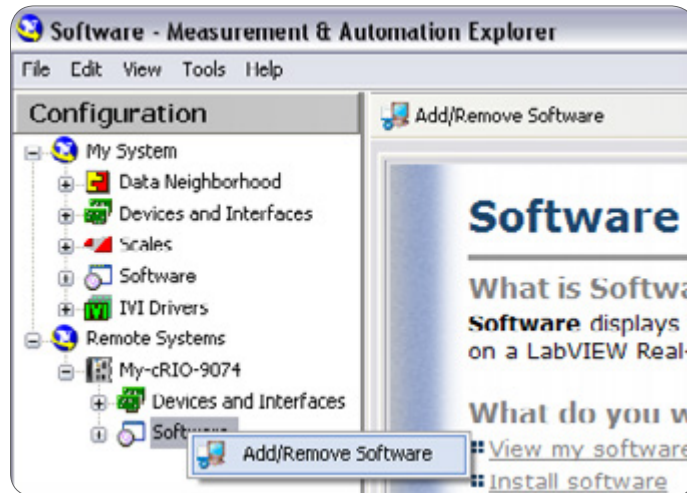 Software - Measurement & Automation Explorer
File Edit View Tools Help
Configuration
My System
Data Neighborhood
Devices and Interfaces
Scales
Software
IVI Drivers
Remote Systems
My-cRIO-9074
Devices and Interfaces
Add/Remove Software
Add/Remove Software
Software
What is
Software displays
on a LabVIEW
What do you
View my software
Install software